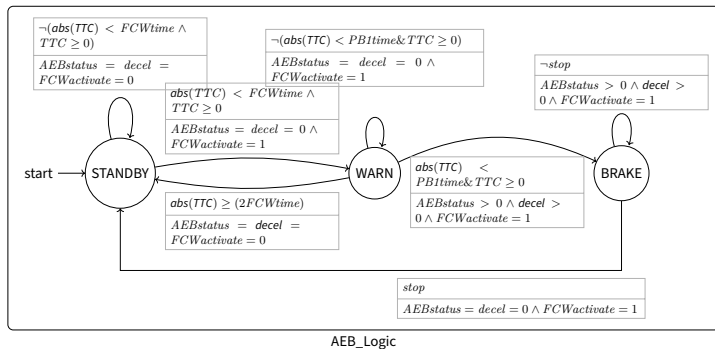 ¬(abs(TTC) < FCWtime ∧
TTC ≥ 0)
AEBstatus = decel =
FCWactivate = 0
¬(abs(TTC) < PB1time&TTC ≥ 0)
AEBstatus = decel = 0 ∧
FCWactivate = 1
¬stop
AEBstatus > 0 ∧ decel >
0 ∧ FCWactivate = 1
abs(TTC) < FCWtime ∧
TTC ≥ 0
AEBstatus = decel = 0 ∧
FCWactivate = 1
start
STANDBY
WARN
BRAKE
abs(TTC) <
PB1time&TTC ≥ 0
AEBstatus > 0 ∧ decel >
0 ∧ FCWactivate = 1
abs(TTC) ≥ (2FCWtime)
AEBstatus = decel =
FCWactivate = 0
stop
AEBstatus = decel = 0 ∧ FCWactivate = 1
AEB_Logic